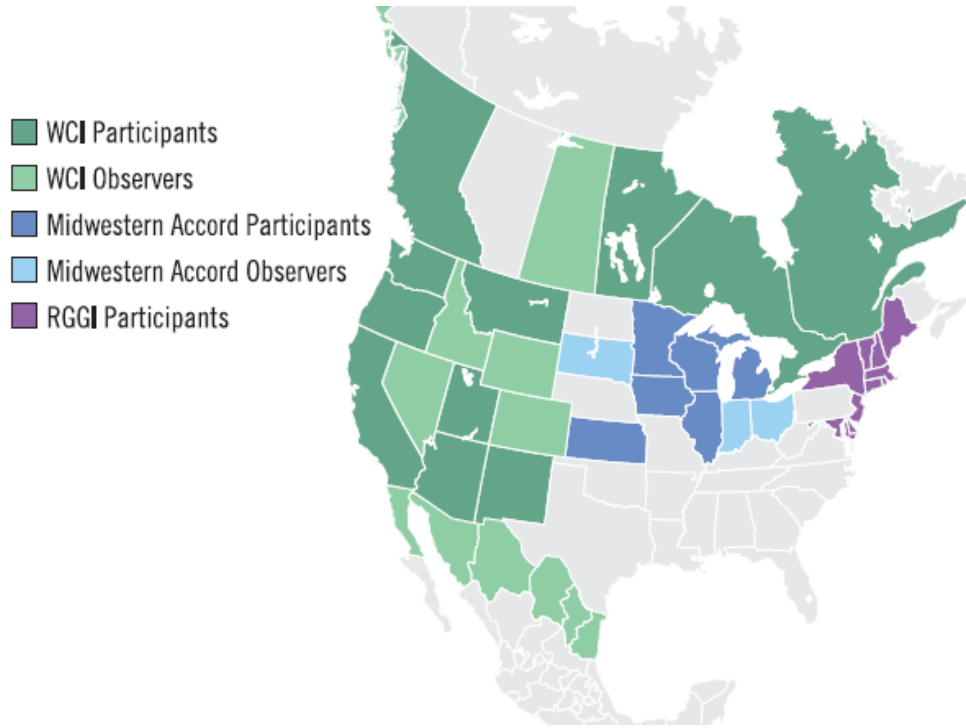 WCI Participants
WCI Observers
Midwestern Accord Participants
Midwestern Accord Observers
RGGI Participants